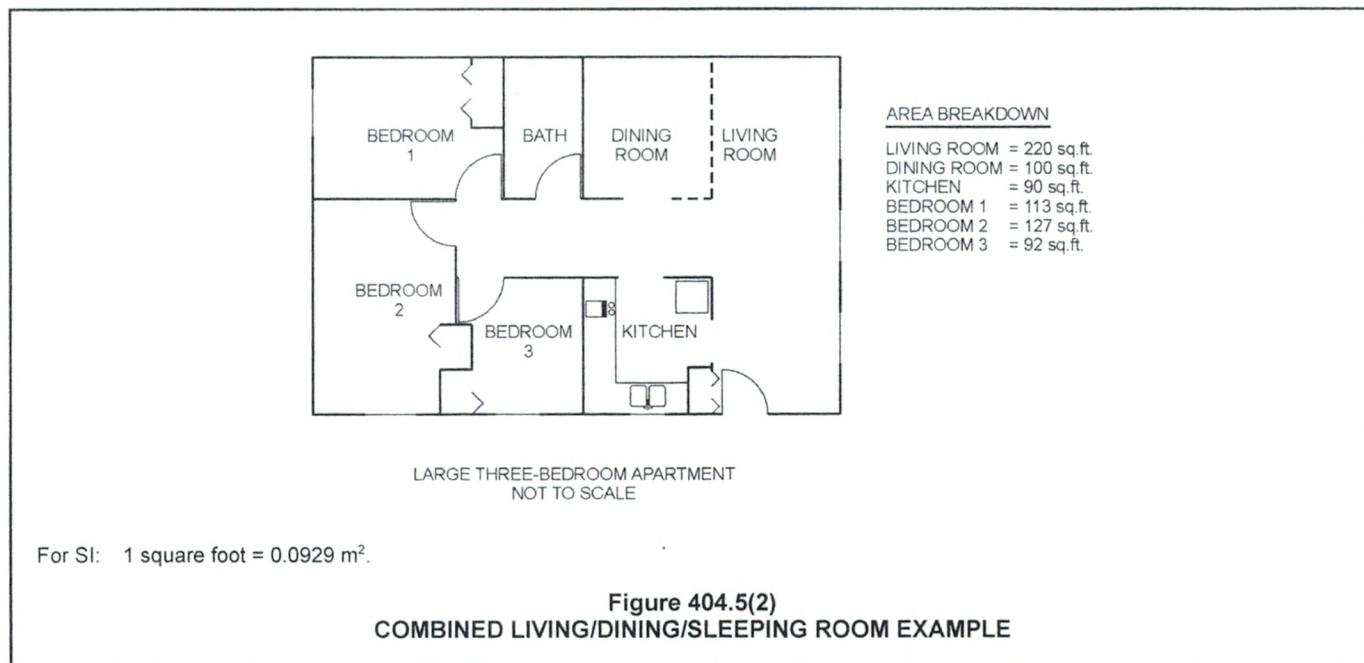 BEDROOM
1
BATH
DINING
ROOM
LIVING
ROOM
BEDROOM
2
BEDROOM
3
KITCHEN
AREA BREAKDOWN
LIVING ROOM = 220 sq.ft.
DINING ROOM = 100 sq.ft.
KITCHEN = 90 sq.ft.
BEDROOM 1 = 113 sq.ft.
BEDROOM 2 = 127 sq.ft.
BEDROOM 3 = 92 sq.ft.
LARGE THREE-BEDROOM APARTMENT
NOT TO SCALE
For SI: 1 square foot = 0.0929 m².
Figure 404.5(2)
COMBINED LIVING/DINING/SLEEPING ROOM EXAMPLE